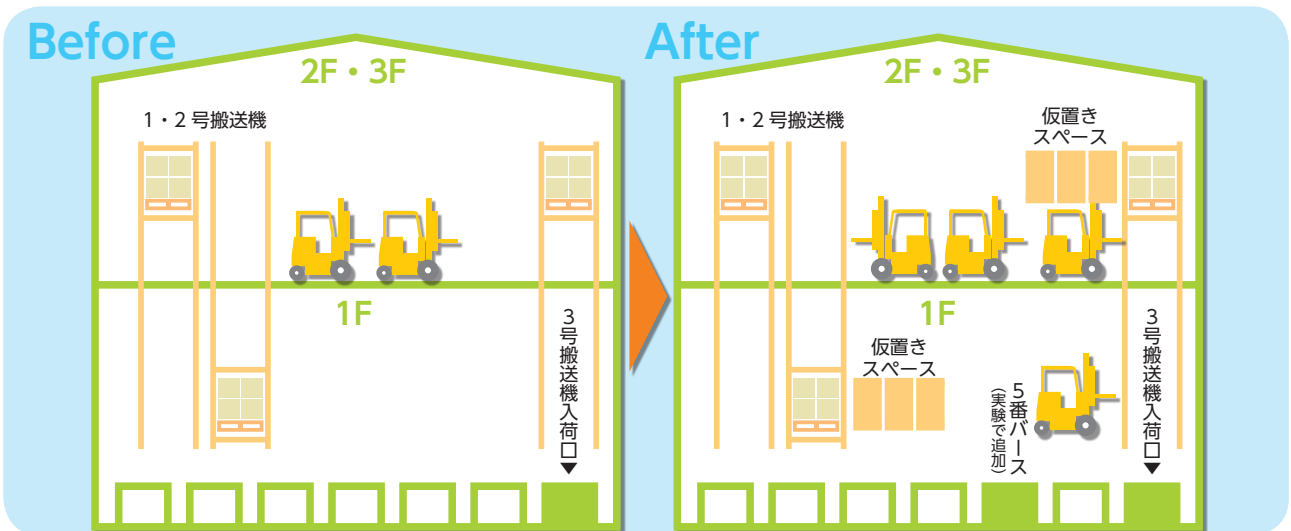 Before
2F・3F
1・2号搬送機
1F
3号搬送機入荷口▼
After
2F・3F
1・2号搬送機
仮置き
スペース
1F
仮置き
スペース
5番バース
(実験で追加)
3号搬送機入荷口▼